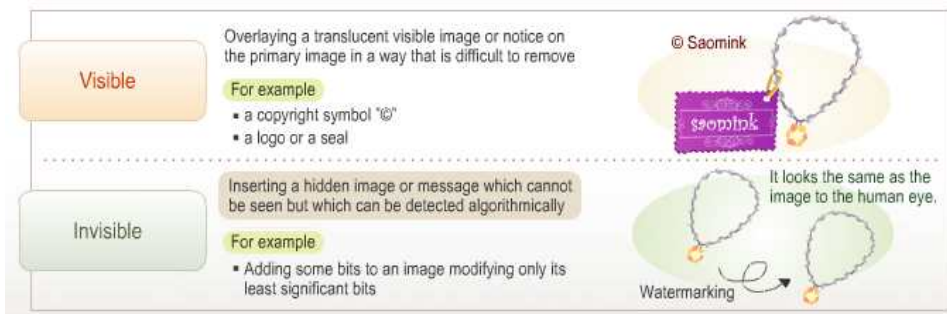 Visible
Overlaying a translucent visible image or notice on
the primary image in a way that is difficult to remove
For example
▪ a copyright symbol "©"
▪ a logo or a seal
© Saomink
saomink
Invisible
Inserting a hidden image or message which cannot
be seen but which can be detected algorithmically
For example
▪ Adding some bits to an image modifying only its
least significant bits
It looks the same as the
image to the human eye.
Watermarking